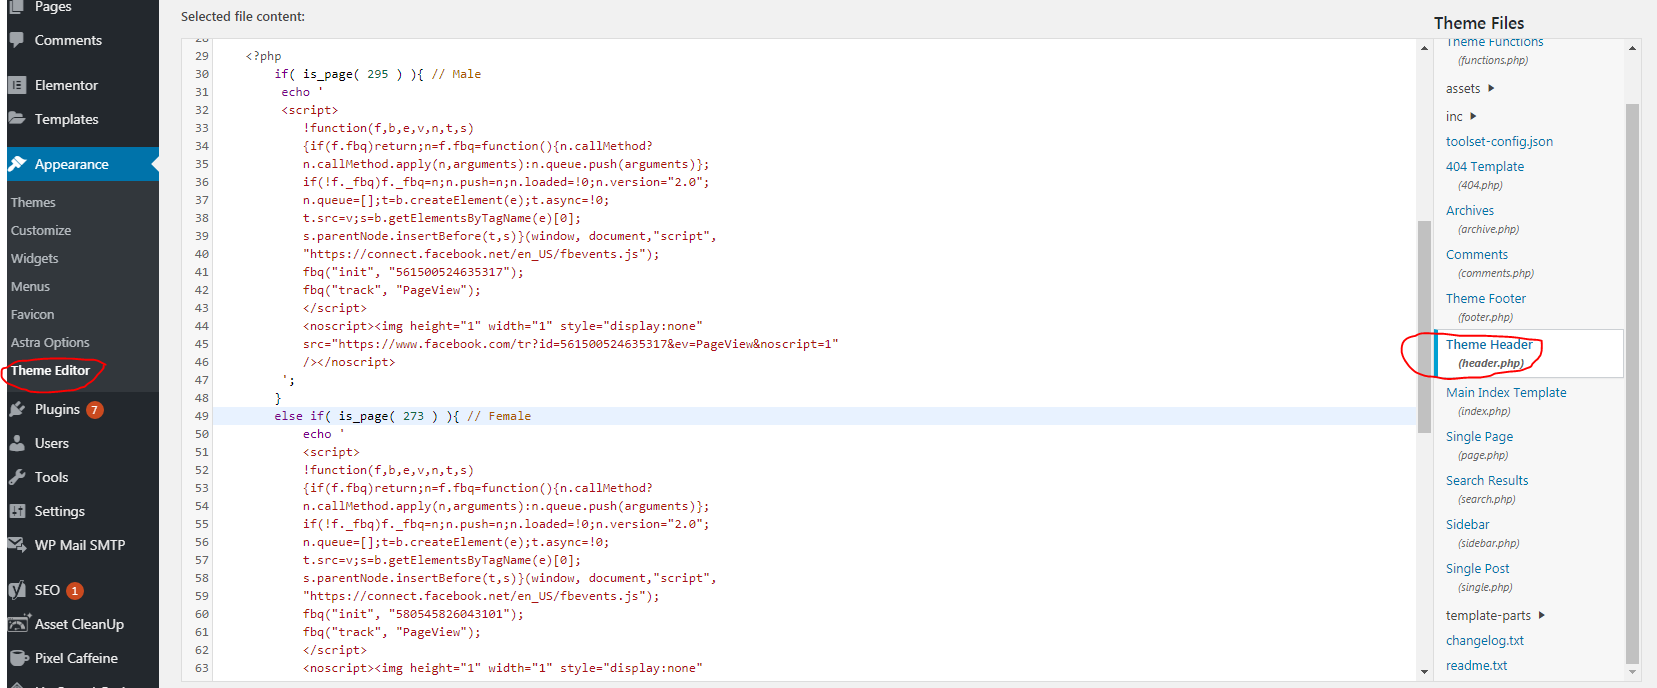 Pages
Comments
Elementor
Templates
Appearance
Themes
Customize
Widgets
Menus
Favicon
Astra Options
Theme Editor
Plugins 7
Users
Tools
Settings
WP Mail SMTP
SEO 1
Asset CleanUp
Pixel Caffeine
Selected file content:
28
29 <?php
30 if( is_page( 295 ) ){ // Male
31 echo '
32 <script>
33 !function(f,b,e,v,n,t,s)
34 {if(f.fbq)return;n=f.fbq=function(){n.callMethod?
35 n.callMethod.apply(n,arguments):n.queue.push(arguments)};
36 if(!f._fbq)f._fbq=n;n.push=n;n.loaded=!0;n.version="2.0";
37 n.queue=[];t=b.createElement(e);t.async=!0;
38 t.src=v;s=b.getElementsByTagName(e)[0];
39 s.parentNode.insertBefore(t,s)}(window, document,"script",
40 "https://connect.facebook.net/en_US/fbevents.js");
41 fbq("init", "561500524635317");
42 fbq("track", "PageView");
43 </script>
44 <noscript><img height="1" width="1" style="display:none"
45 src="https://www.facebook.com/tr?id=561500524635317&ev=PageView&noscript=1"
46 /></noscript>
47 ';
48 }
49 else if( is_page( 273 ) ){ // Female
50 echo '
51 <script>
52 !function(f,b,e,v,n,t,s)
53 {if(f.fbq)return;n=f.fbq=function(){n.callMethod?
54 n.callMethod.apply(n,arguments):n.queue.push(arguments)};
55 if(!f._fbq)f._fbq=n;n.push=n;n.loaded=!0;n.version="2.0";
56 n.queue=[];t=b.createElement(e);t.async=!0;
57 t.src=v;s=b.getElementsByTagName(e)[0];
58 s.parentNode.insertBefore(t,s)}(window, document,"script",
59 "https://connect.facebook.net/en_US/fbevents.js");
60 fbq("init", "580545826043101");
61 fbq("track", "PageView");
62 </script>
63 <noscript><img height="1" width="1" style="display:none"
Theme Files
Theme Functions
(functions.php)
assets
inc
toolset-config.json
404 Template
(404.php)
Archives
(archive.php)
Comments
(comments.php)
Theme Footer
(footer.php)
Theme Header
(header.php)
Main Index Template
(index.php)
Single Page
(page.php)
Search Results
(search.php)
Sidebar
(sidebar.php)
Single Post
(single.php)
template-parts
changelog.txt
readme.txt